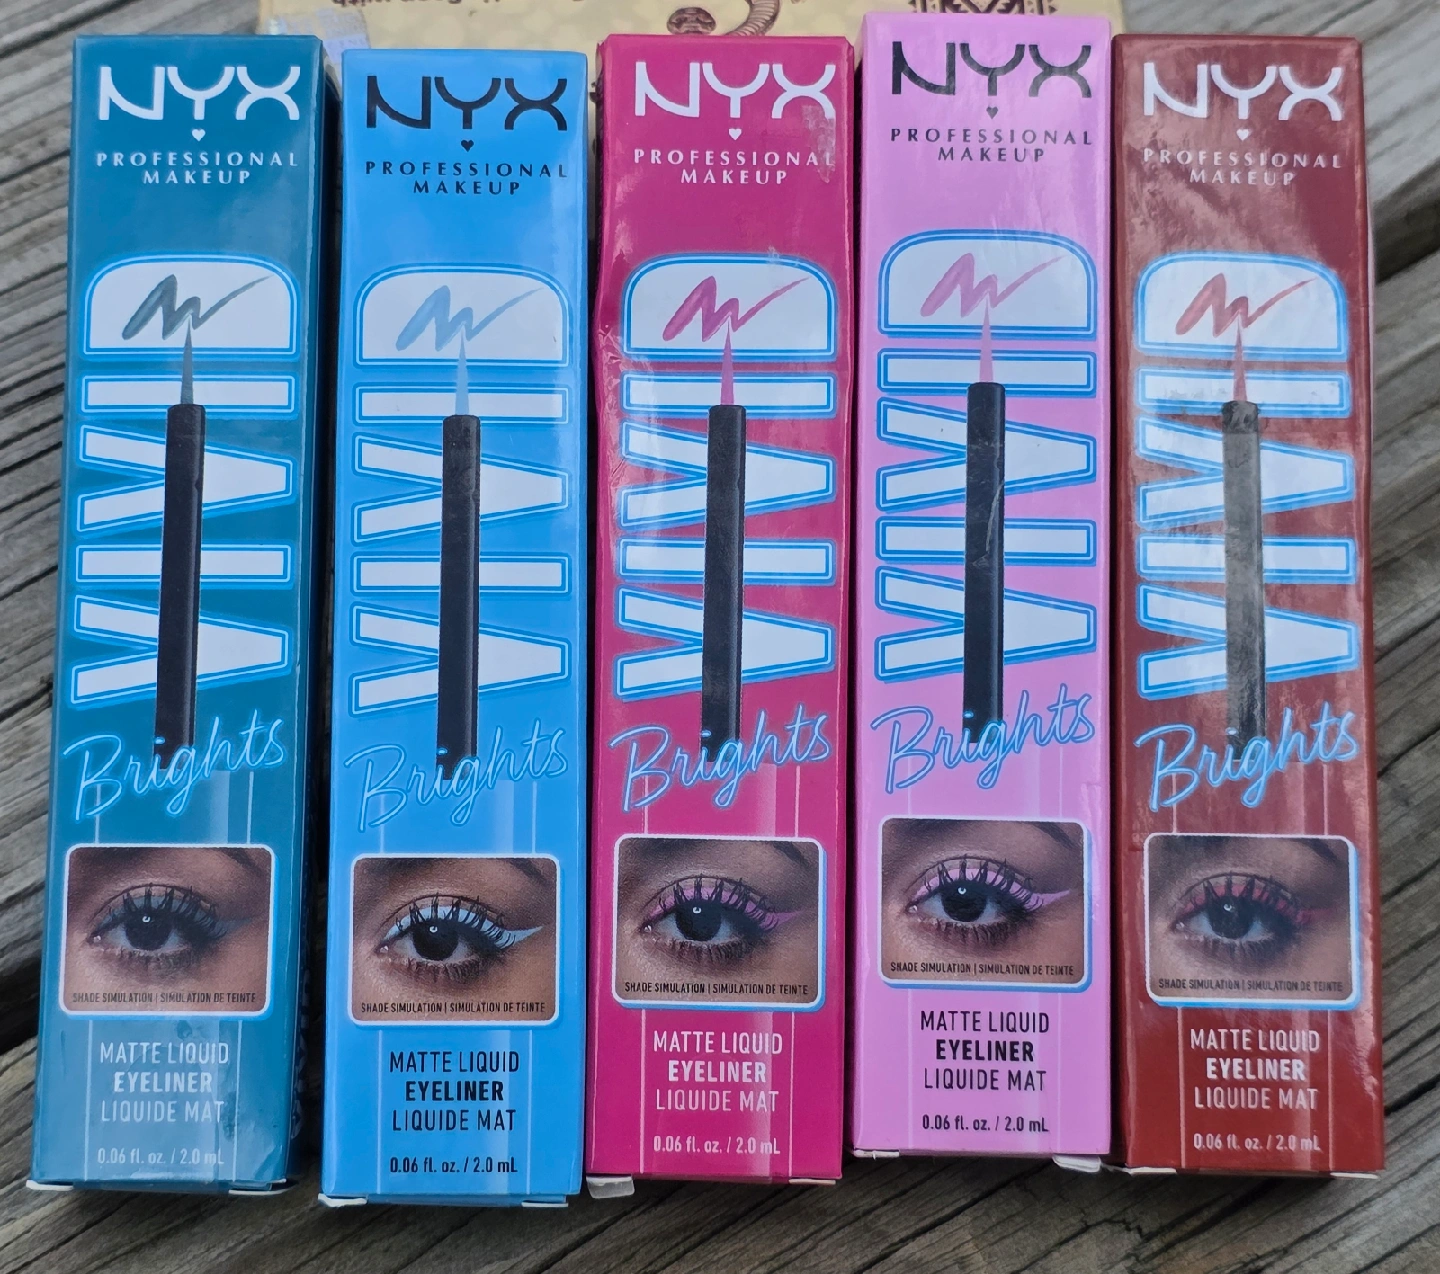 NYX
PROFESSIONAL
MAKEUP
VIVID
Brights
SHADE SIMULATION | SIMULATION DE TEINTE
MATTE LIQUID
EYELINER
LIQUIDE MAT
0.06 fl. oz. / 2.0 mL
NYX
PROFESSIONAL
MAKEUP
VIVID
Brights
SHADE SIMULATION | SIMULATION DE TEINTE
MATTE LIQUID
EYELINER
LIQUIDE MAT
0.06 fl. oz. / 2.0 mL
NYX
PROFESSIONAL
MAKEUP
VIVID
Brights
SHADE SIMULATION | SIMULATION DE TEINTE
MATTE LIQUID
EYELINER
LIQUIDE MAT
0.06 fl. oz. / 2.0 mL
NYX
PROFESSIONAL
MAKEUP
VIVID
Brights
SHADE SIMULATION | SIMULATION DE TEINTE
MATTE LIQUID
EYELINER
LIQUIDE MAT
0.06 fl. oz. / 2.0 mL
NYX
PROFESSIONAL
MAKEUP
VIVID
Brights
SHADE SIMULATION | SIMULATION DE TEINTE
MATTE LIQUID
EYELINER
LIQUIDE MAT
0.06 fl. oz. / 2.0 mL